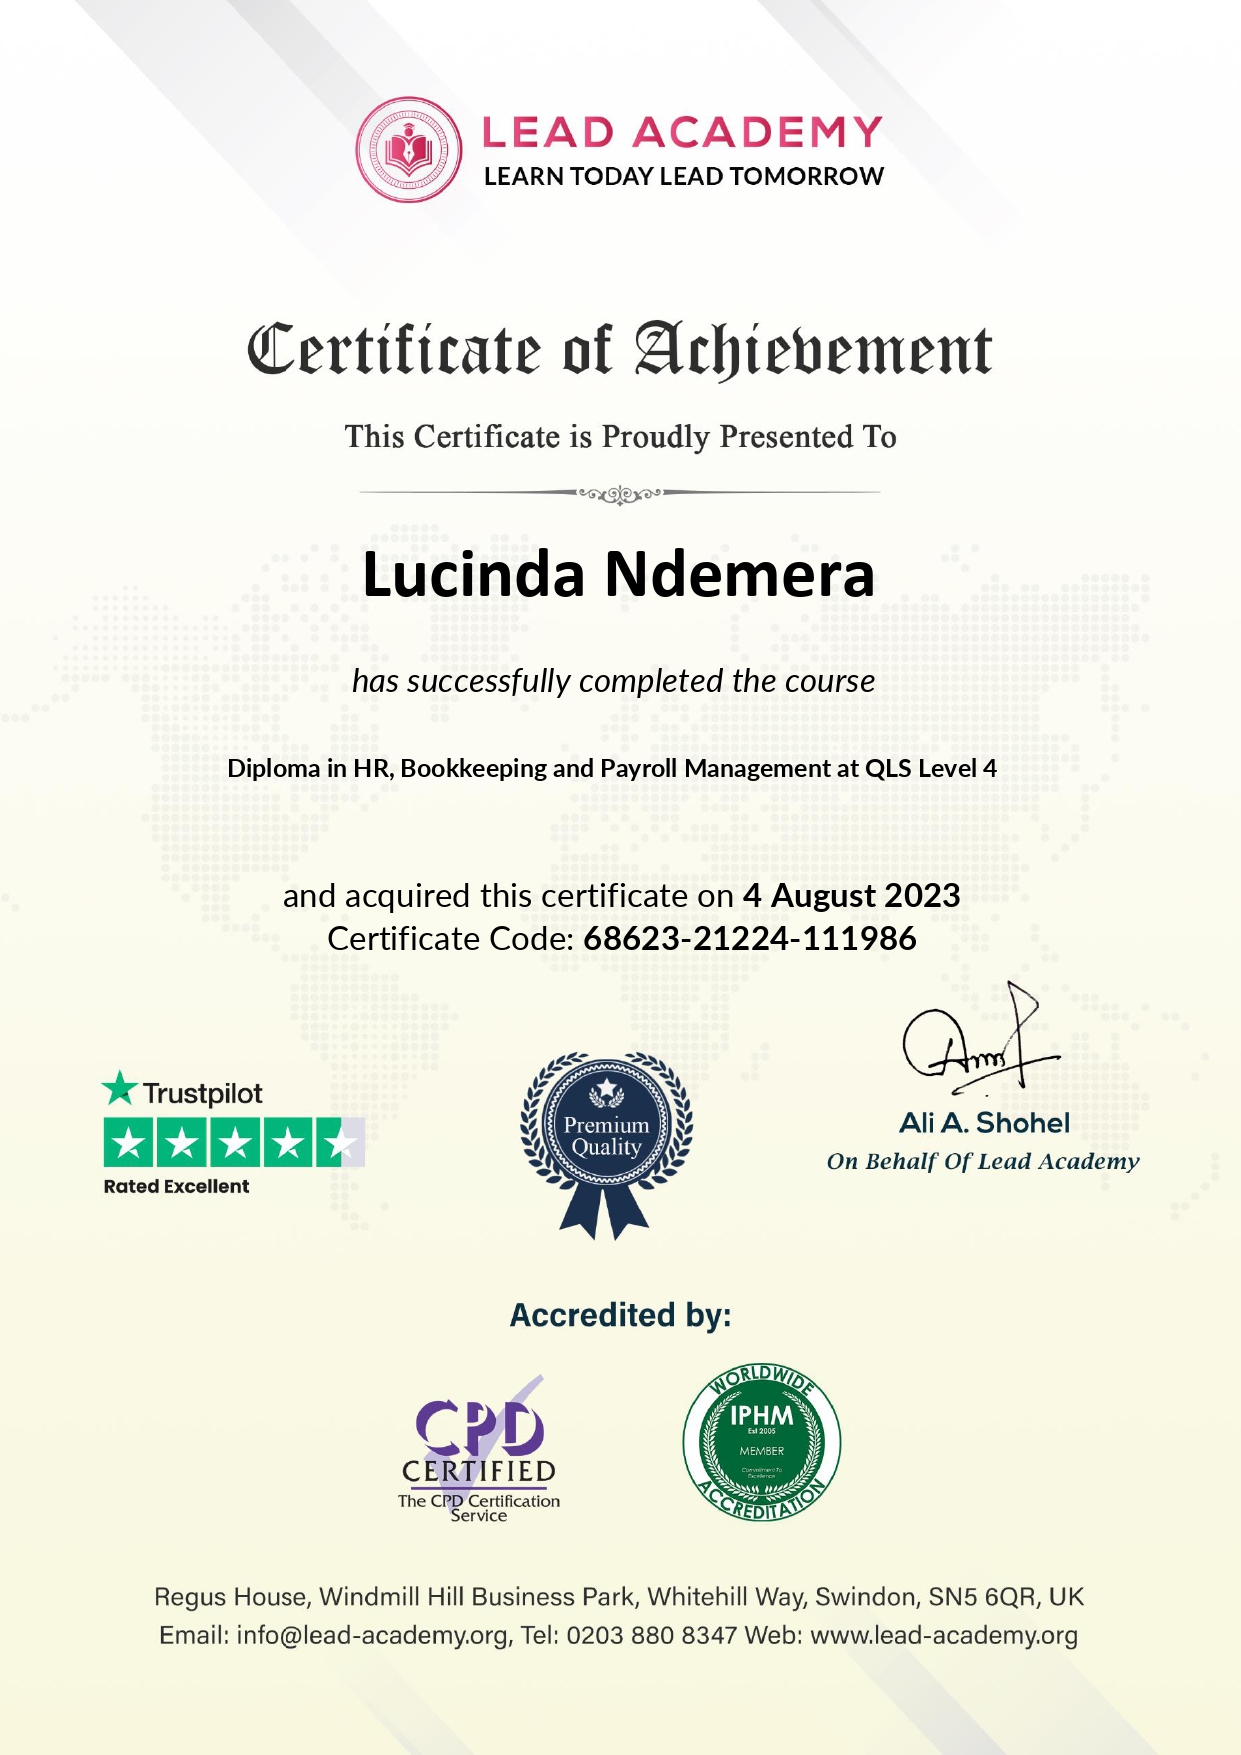 LEAD ACADEMY
LEARN TODAY LEAD TOMORROW
Certificate of Achievement
This Certificate is Proudly Presented To
Lucinda Ndemera
has successfully completed the course
Diploma in HR, Bookkeeping and Payroll Management at QLS Level 4
and acquired this certificate on 4 August 2023
Certificate Code: 68623-21224-111986
Trustpilot
Rated Excellent
Premium
Quality
Ali A. Shohel
On Behalf Of Lead Academy
Accredited by:
CPD
CERTIFIED
The CPD Certification
Service
WORLDWIDE
IPHM
Est 2005
MEMBER
Commitment To
Excellence
ACCREDITATION
Regus House, Windmill Hill Business Park, Whitehill Way, Swindon, SN5 6QR, UK
Email: info@lead-academy.org, Tel: 0203 880 8347 Web: www.lead-academy.org